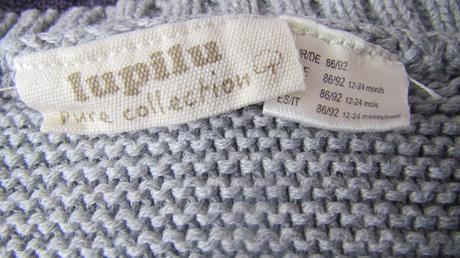 lupilu
pure collection
R/DE 86/92
86/92 12-24 month
86/92 12-24 mois
ES/IT 86/92 12-24